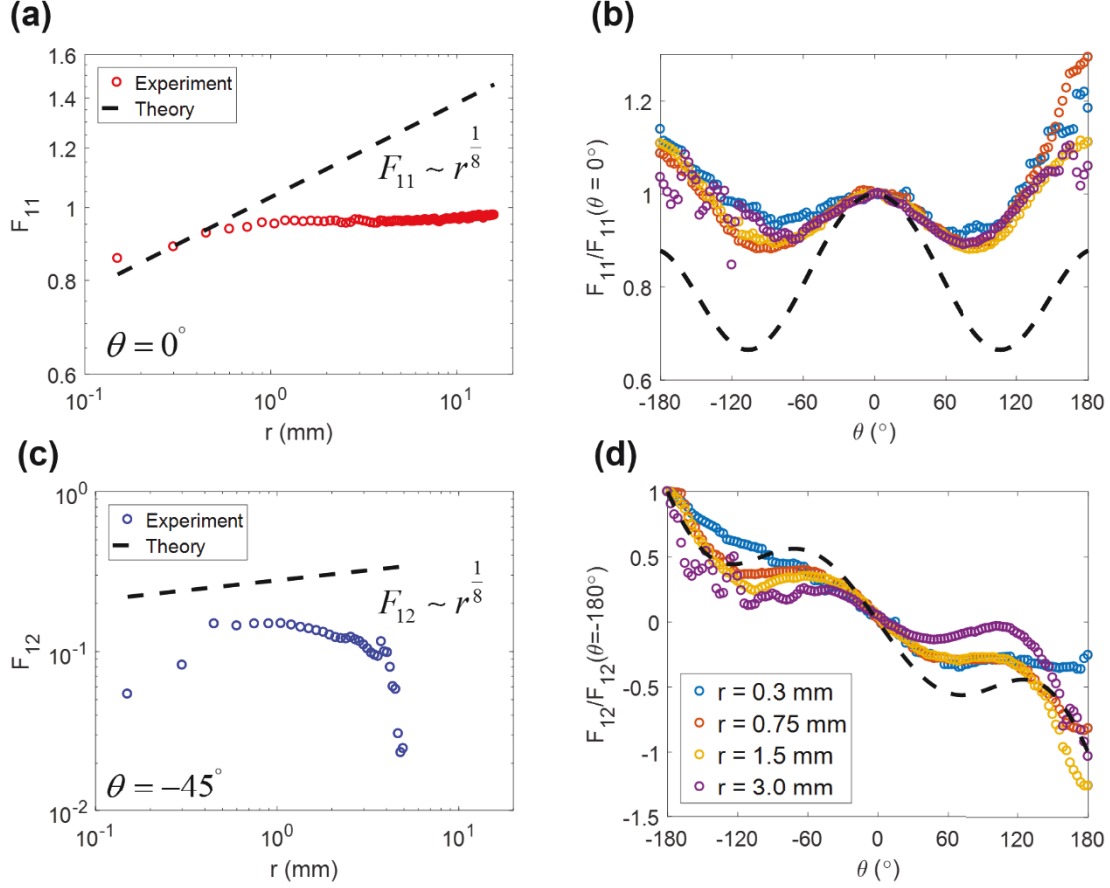 (a)
1.6
1.4
1.2
1
0.8
0.6
F11
Experiment
Theory
F11 ~ r^1/8
θ = 0°
10^-1
10^0
10^1
r (mm)
(b)
1.2
1
0.8
0.6
F11/F11(θ = 0°)
-180
-120
-60
0
60
120
180
θ (°)
(c)
10^0
10^-1
10^-2
F12
Experiment
Theory
F12 ~ r^1/8
θ = −45°
10^-1
10^0
10^1
r (mm)
(d)
1
0.5
0
-0.5
-1
-1.5
F12/F12(θ=-180°)
r = 0.3 mm
r = 0.75 mm
r = 1.5 mm
r = 3.0 mm
-180
-120
-60
0
60
120
180
θ (°)